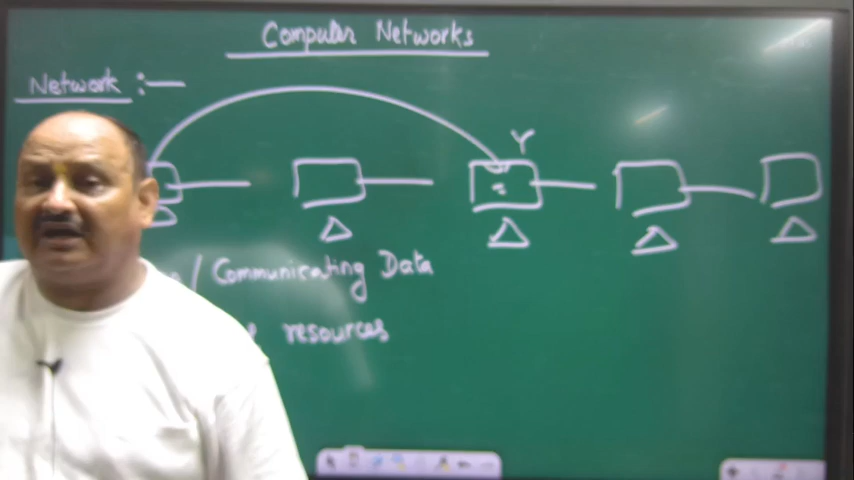 Computer Networks
Network :—
Y
/ Communicating Data
resources